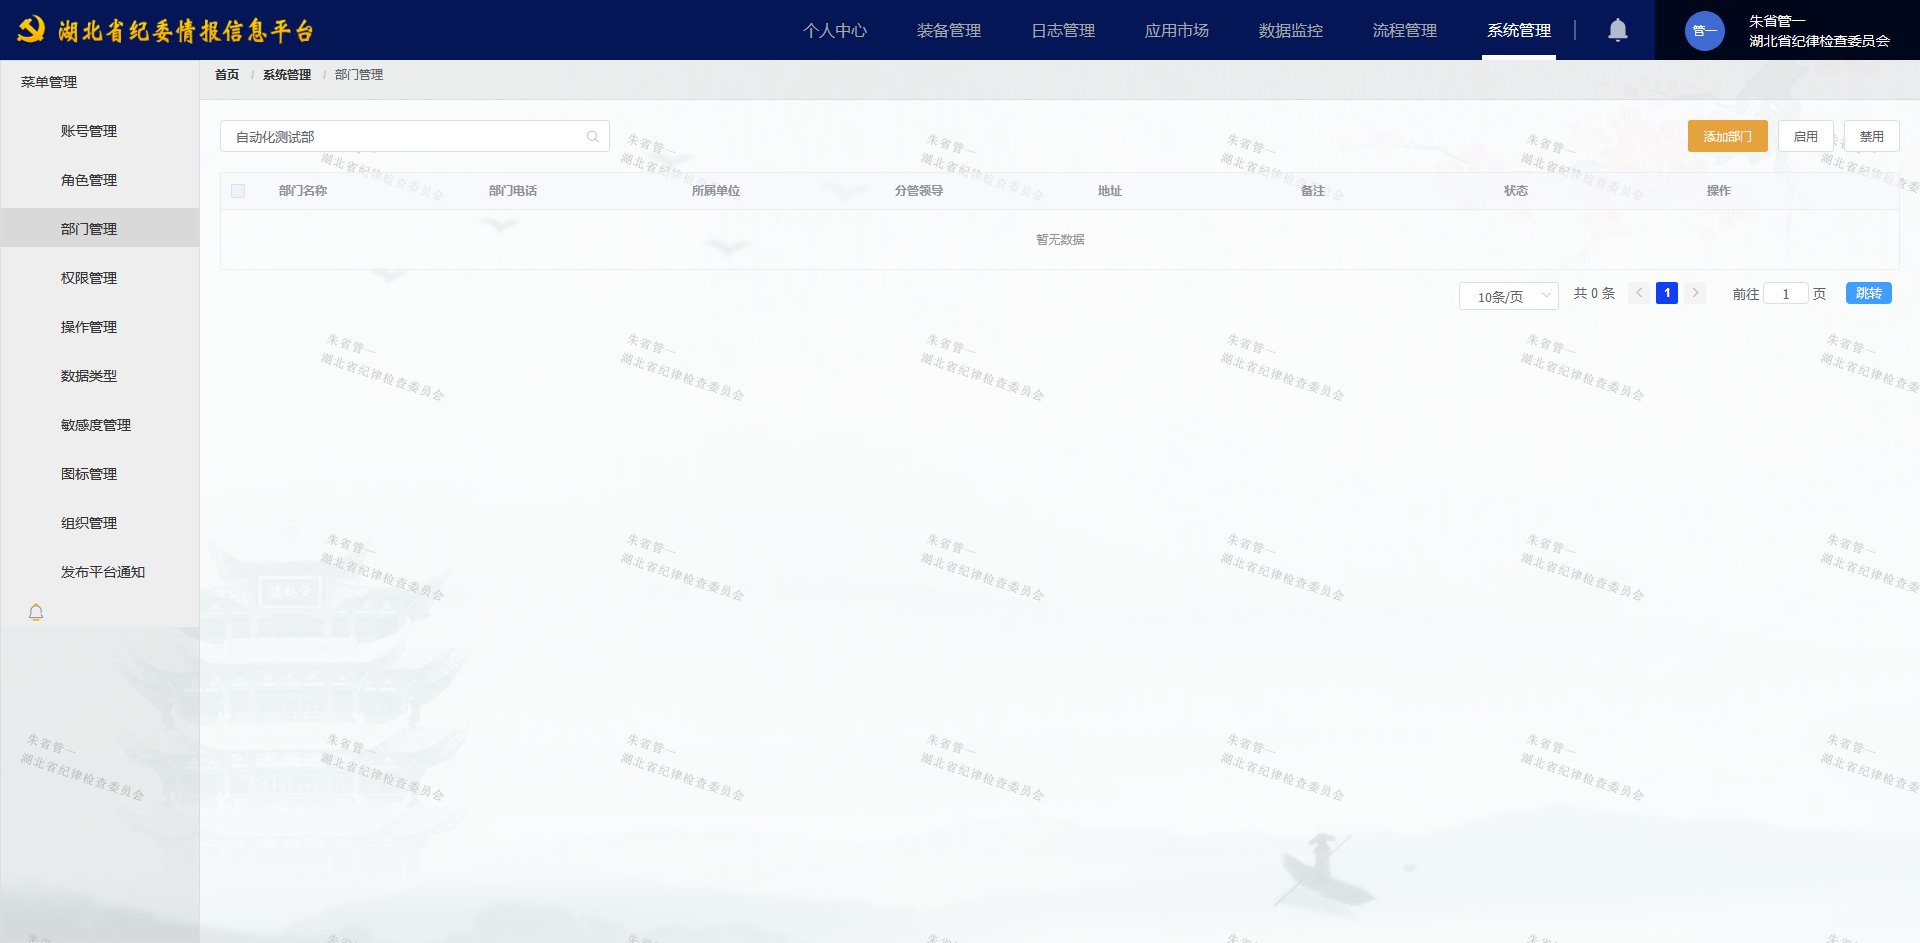 湖北省纪委情报信息平台
个人中心
装备管理
日志管理
应用市场
数据监控
流程管理
系统管理
管一
朱省管一
湖北省纪律检查委员会
菜单管理
账号管理
角色管理
部门管理
权限管理
操作管理
数据类型
敏感度管理
图标管理
组织管理
发布平台通知
首页 / 系统管理 / 部门管理
自动化测试部
添加部门
启用
禁用
部门名称 部门电话 所属单位 分管领导 地址 备注 状态 操作
暂无数据
10条/页
共 0 条
1
前往 1 页
跳转
朱省管一
湖北省纪律检查委员会